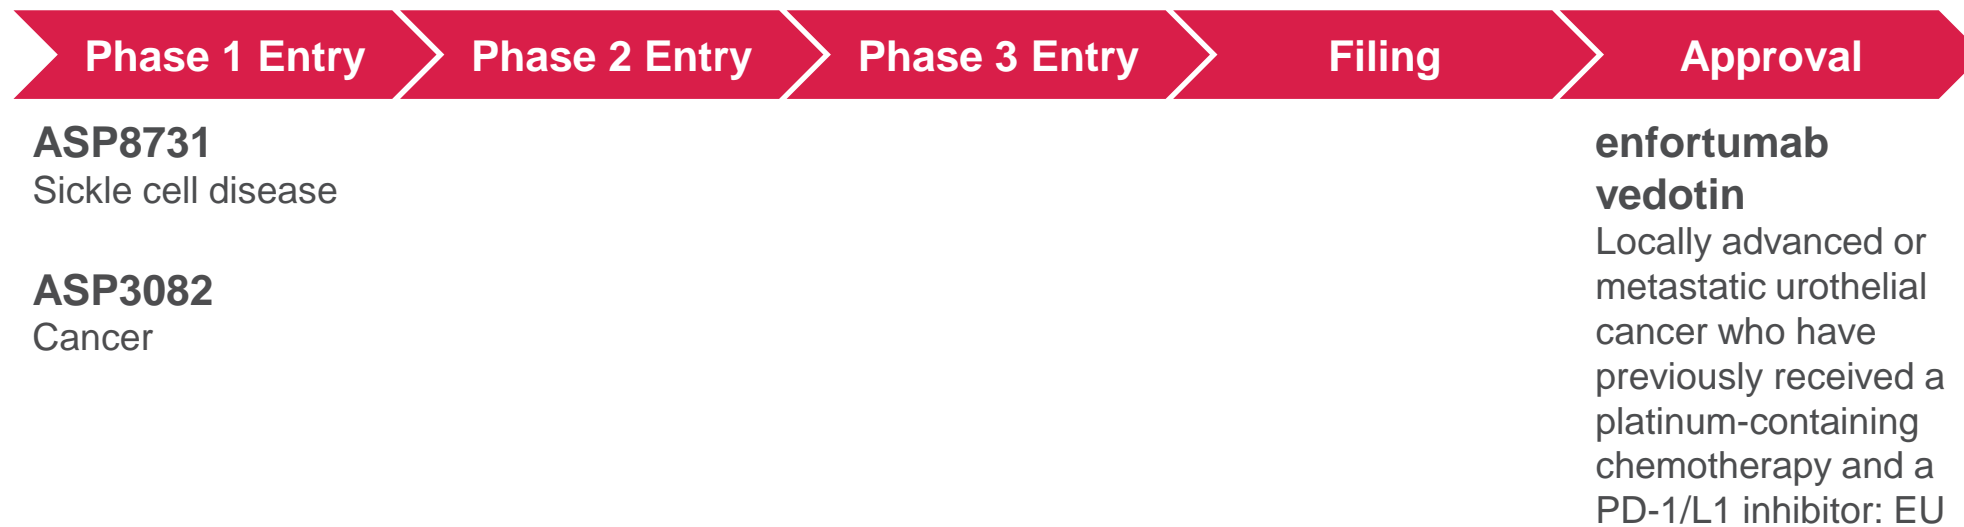 Phase 1 Entry
Phase 2 Entry
Phase 3 Entry
Filing
Approval
ASP8731
Sickle cell disease
ASP3082
Cancer
enfortumab
vedotin
Locally advanced or
metastatic urothelial
cancer who have
previously received a
platinum-containing
chemotherapy and a
PD-1/L1 inhibitor: EU